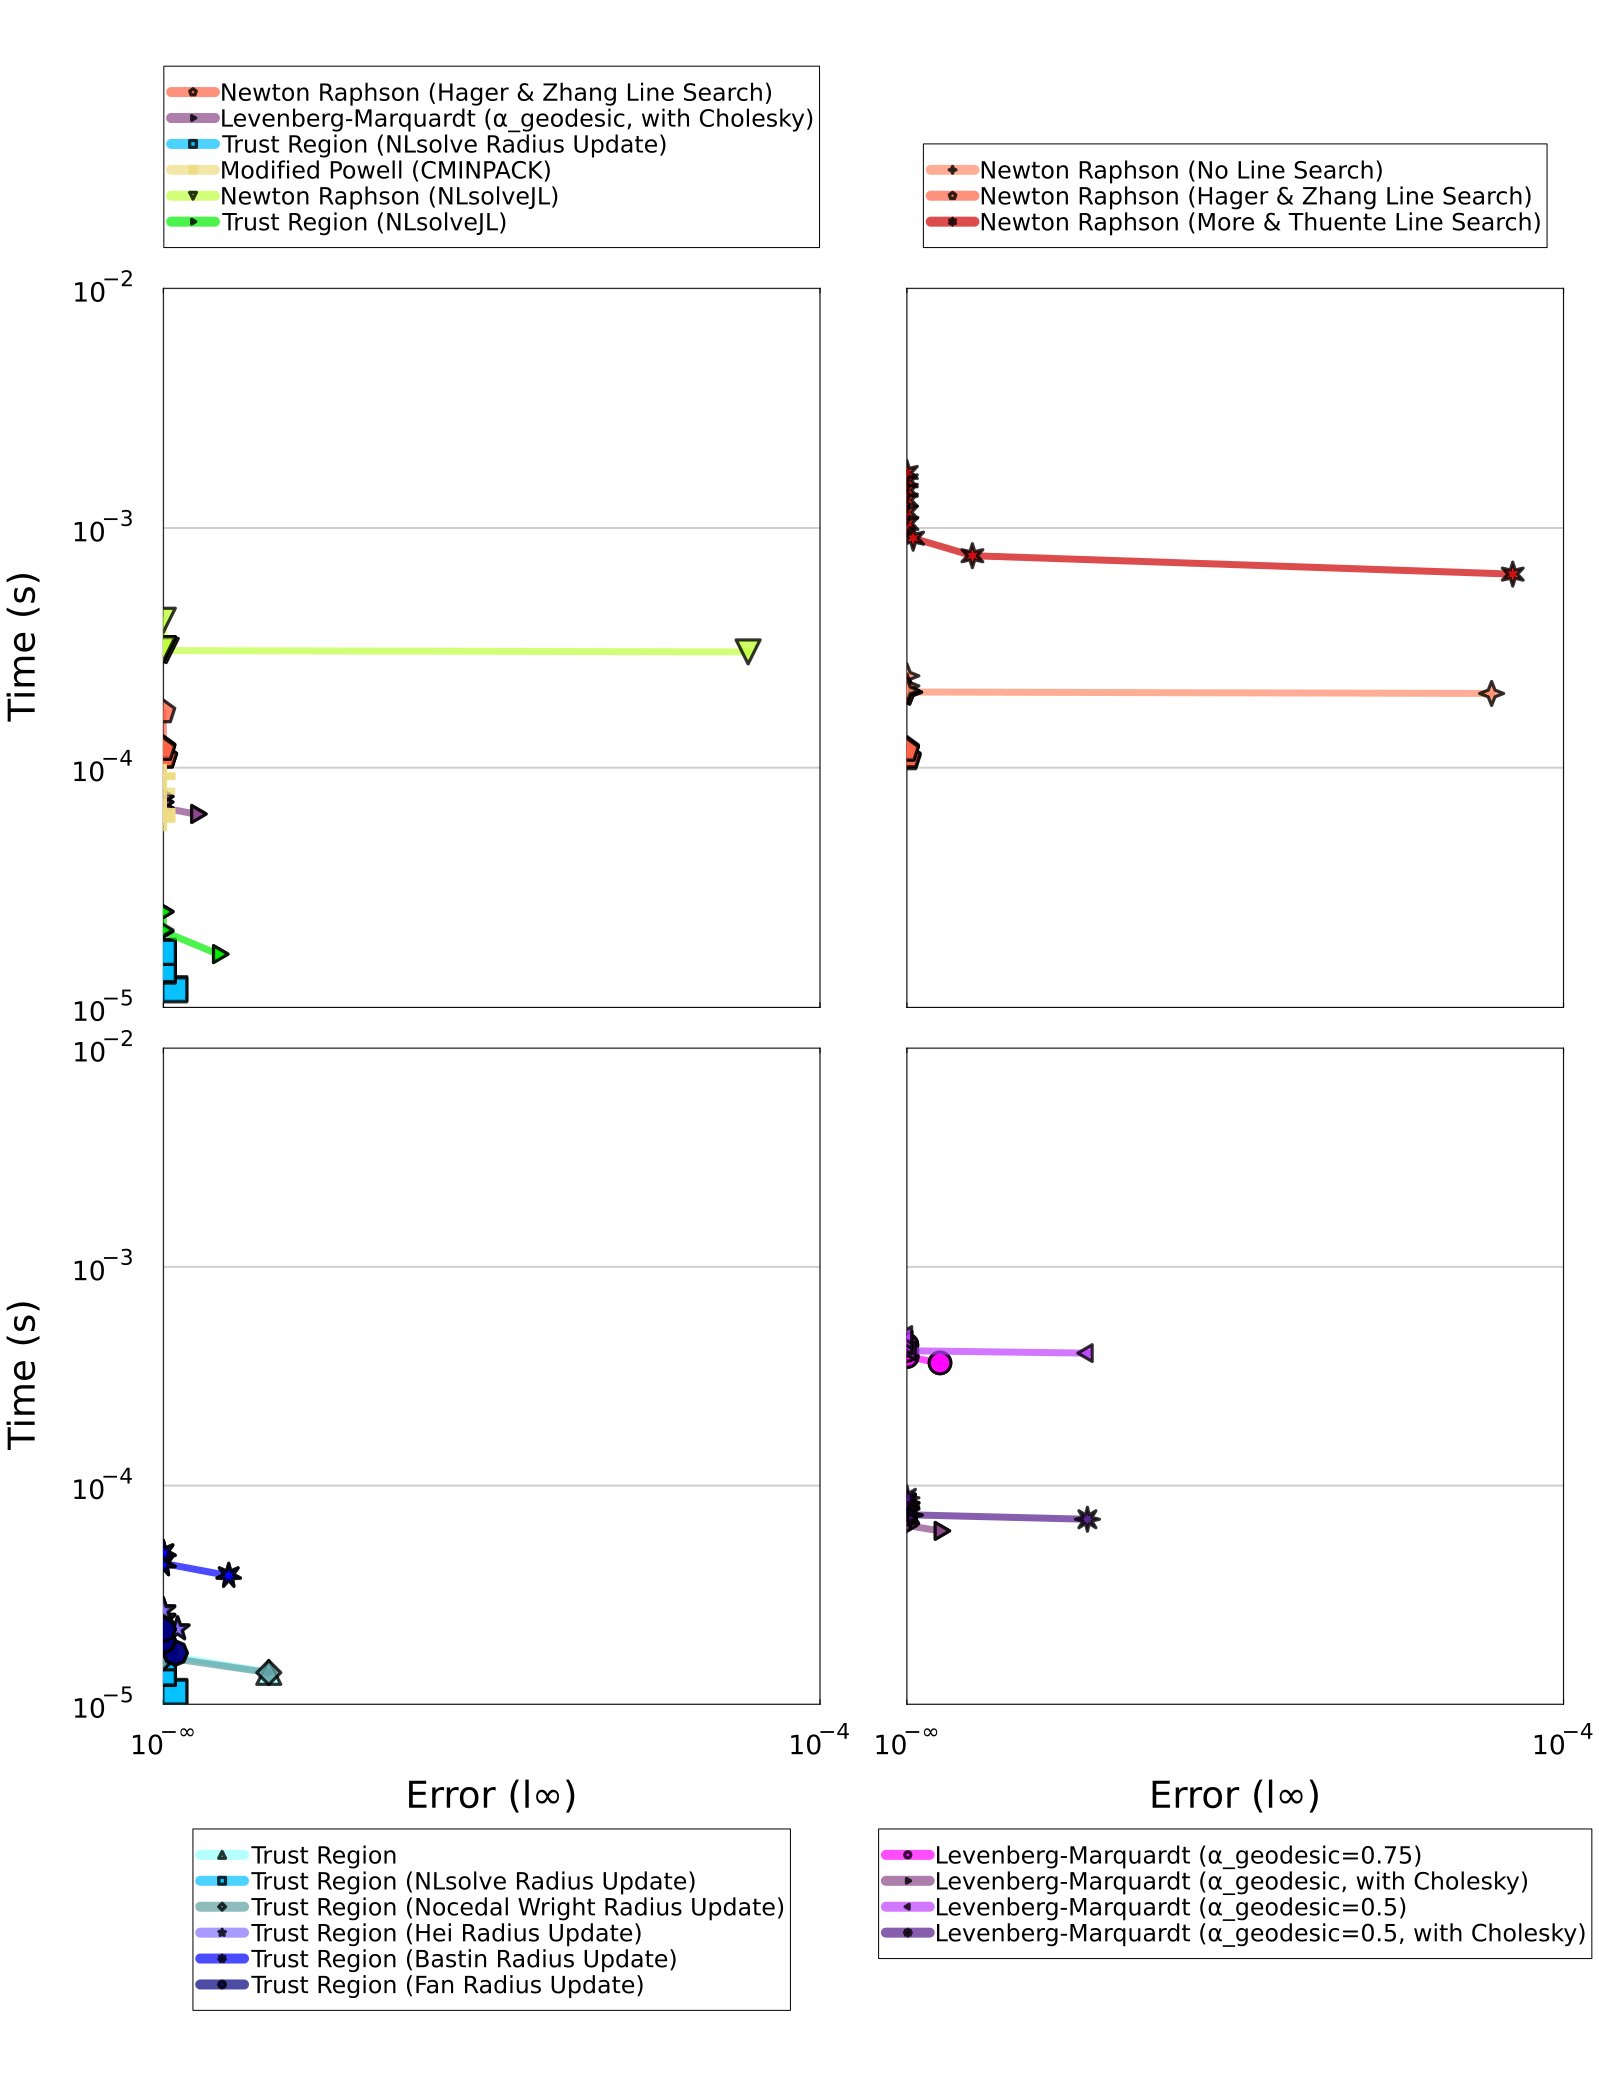 Newton Raphson (Hager & Zhang Line Search)
Levenberg-Marquardt (α_geodesic, with Cholesky)
Trust Region (NLsolve Radius Update)
Modified Powell (CMINPACK)
Newton Raphson (NLsolveJL)
Trust Region (NLsolveJL)
Newton Raphson (No Line Search)
Newton Raphson (Hager & Zhang Line Search)
Newton Raphson (More & Thuente Line Search)
10⁻²
10⁻³
10⁻⁴
10⁻⁵
Time (s)
10⁻²
10⁻³
10⁻⁴
10⁻⁵
Time (s)
10⁻∞
10⁻⁴
10⁻∞
10⁻⁴
Error (l∞)
Error (l∞)
Trust Region
Trust Region (NLsolve Radius Update)
Trust Region (Nocedal Wright Radius Update)
Trust Region (Hei Radius Update)
Trust Region (Bastin Radius Update)
Trust Region (Fan Radius Update)
Levenberg-Marquardt (α_geodesic=0.75)
Levenberg-Marquardt (α_geodesic, with Cholesky)
Levenberg-Marquardt (α_geodesic=0.5)
Levenberg-Marquardt (α_geodesic=0.5, with Cholesky)